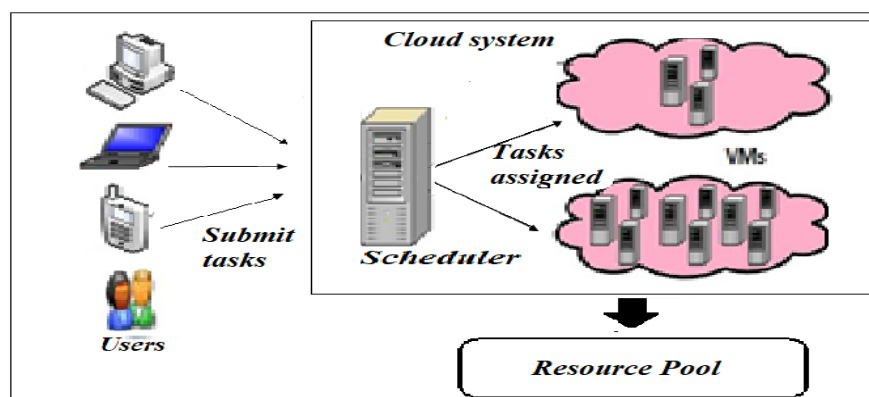 Cloud system
Tasks
assigned
VMs
Submit
tasks
Scheduler
Users
Resource Pool